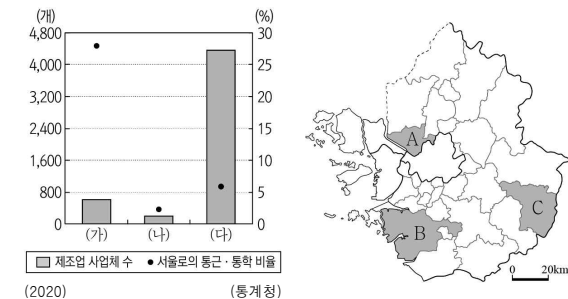 (개) (%)
4,800 30
4,000 25
3,200 20
2,400 15
1,600 10
800 5
0 0
(가) (나) (다)
제조업 사업체 수 서울로의 통근·통학 비율
(2020) (통계청)
A
B
C
0 20km